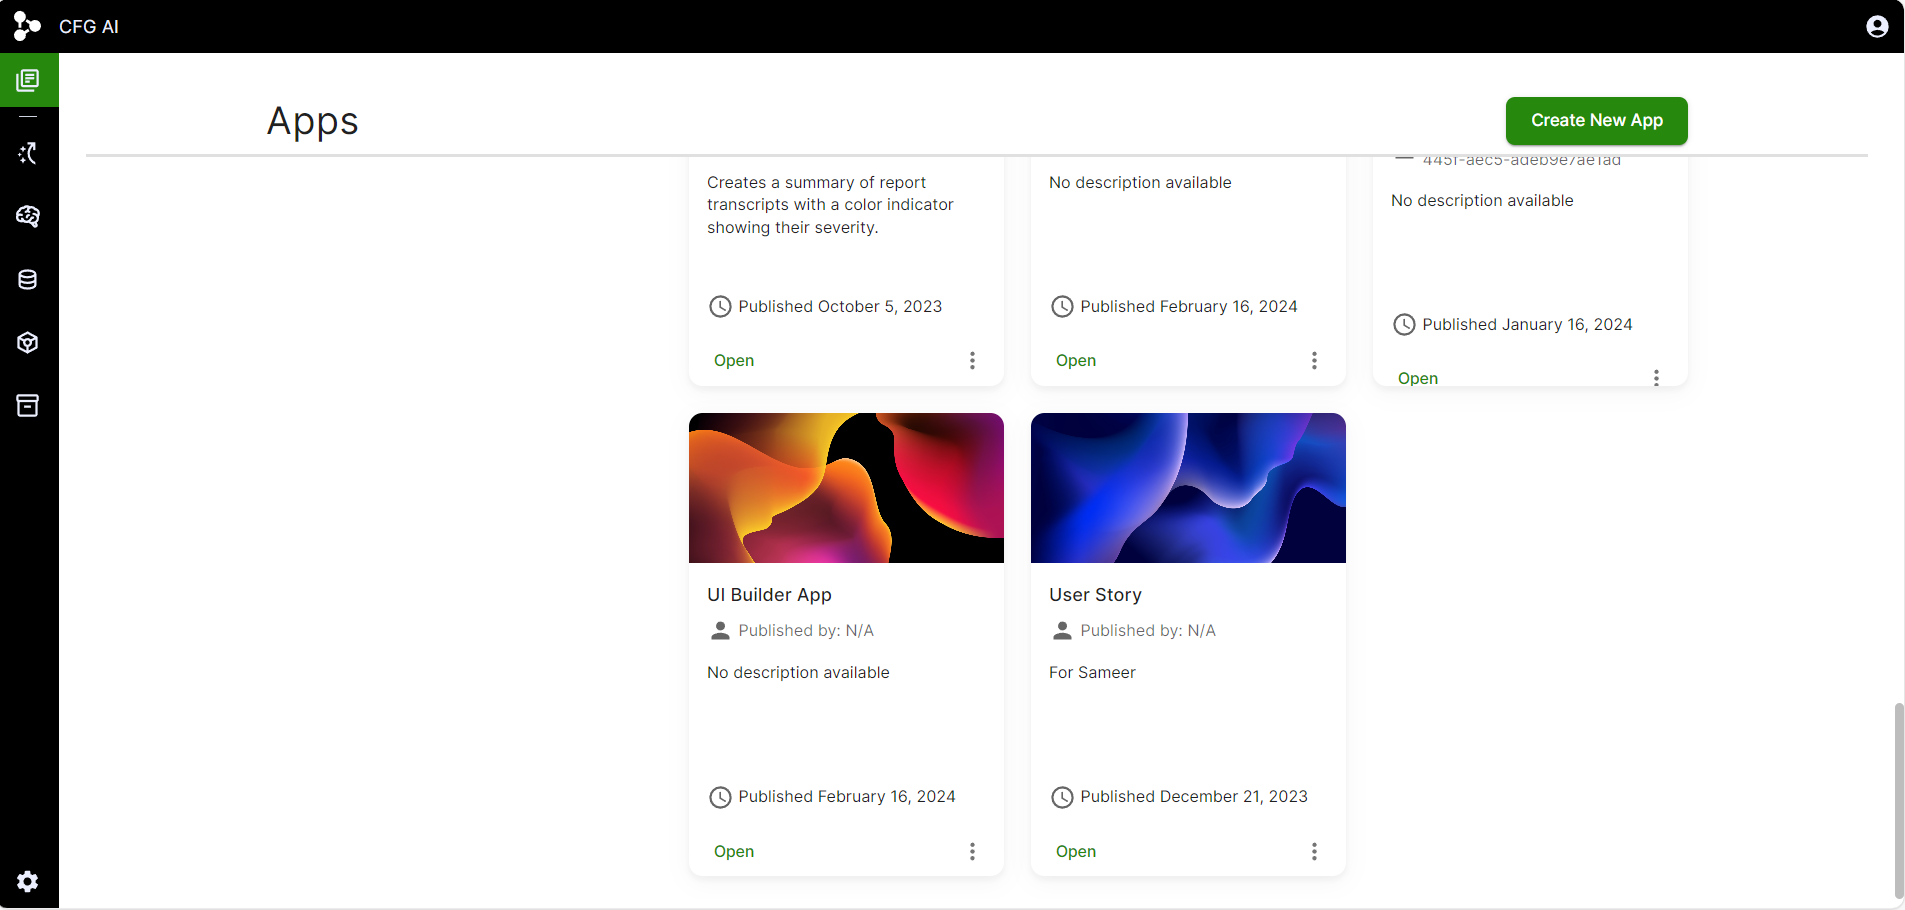 CFG AI
Apps
Create New App
445f-aec5-adeb9e7ae1ad
Creates a summary of report
transcripts with a color indicator
showing their severity.
Published October 5, 2023
Open
No description available
Published February 16, 2024
Open
No description available
Published January 16, 2024
Open
UI Builder App
Published by: N/A
No description available
Published February 16, 2024
Open
User Story
Published by: N/A
For Sameer
Published December 21, 2023
Open